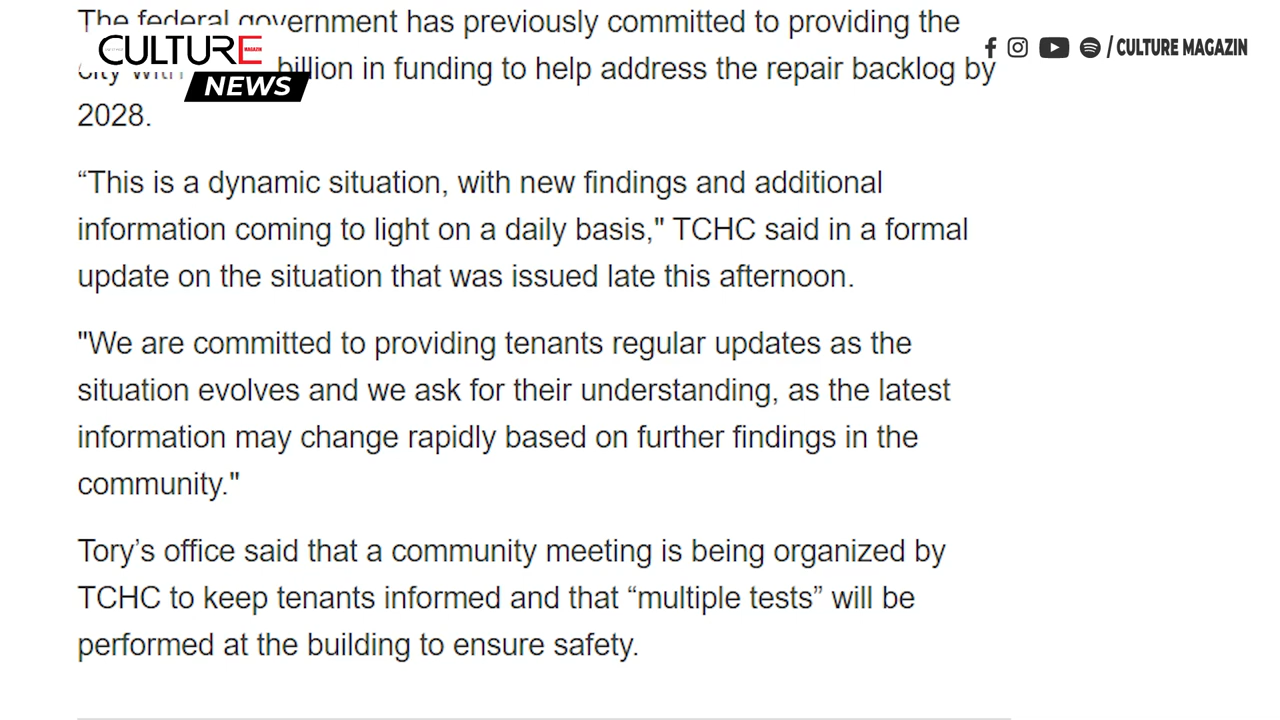 The federal government has previously committed to providing the
CULTURE
MAGAZIN
NEWS
/ CULTURE MAGAZIN
city with billion in funding to help address the repair backlog by
2028.
“This is a dynamic situation, with new findings and additional
information coming to light on a daily basis," TCHC said in a formal
update on the situation that was issued late this afternoon.
"We are committed to providing tenants regular updates as the
situation evolves and we ask for their understanding, as the latest
information may change rapidly based on further findings in the
community."
Tory’s office said that a community meeting is being organized by
TCHC to keep tenants informed and that “multiple tests” will be
performed at the building to ensure safety.